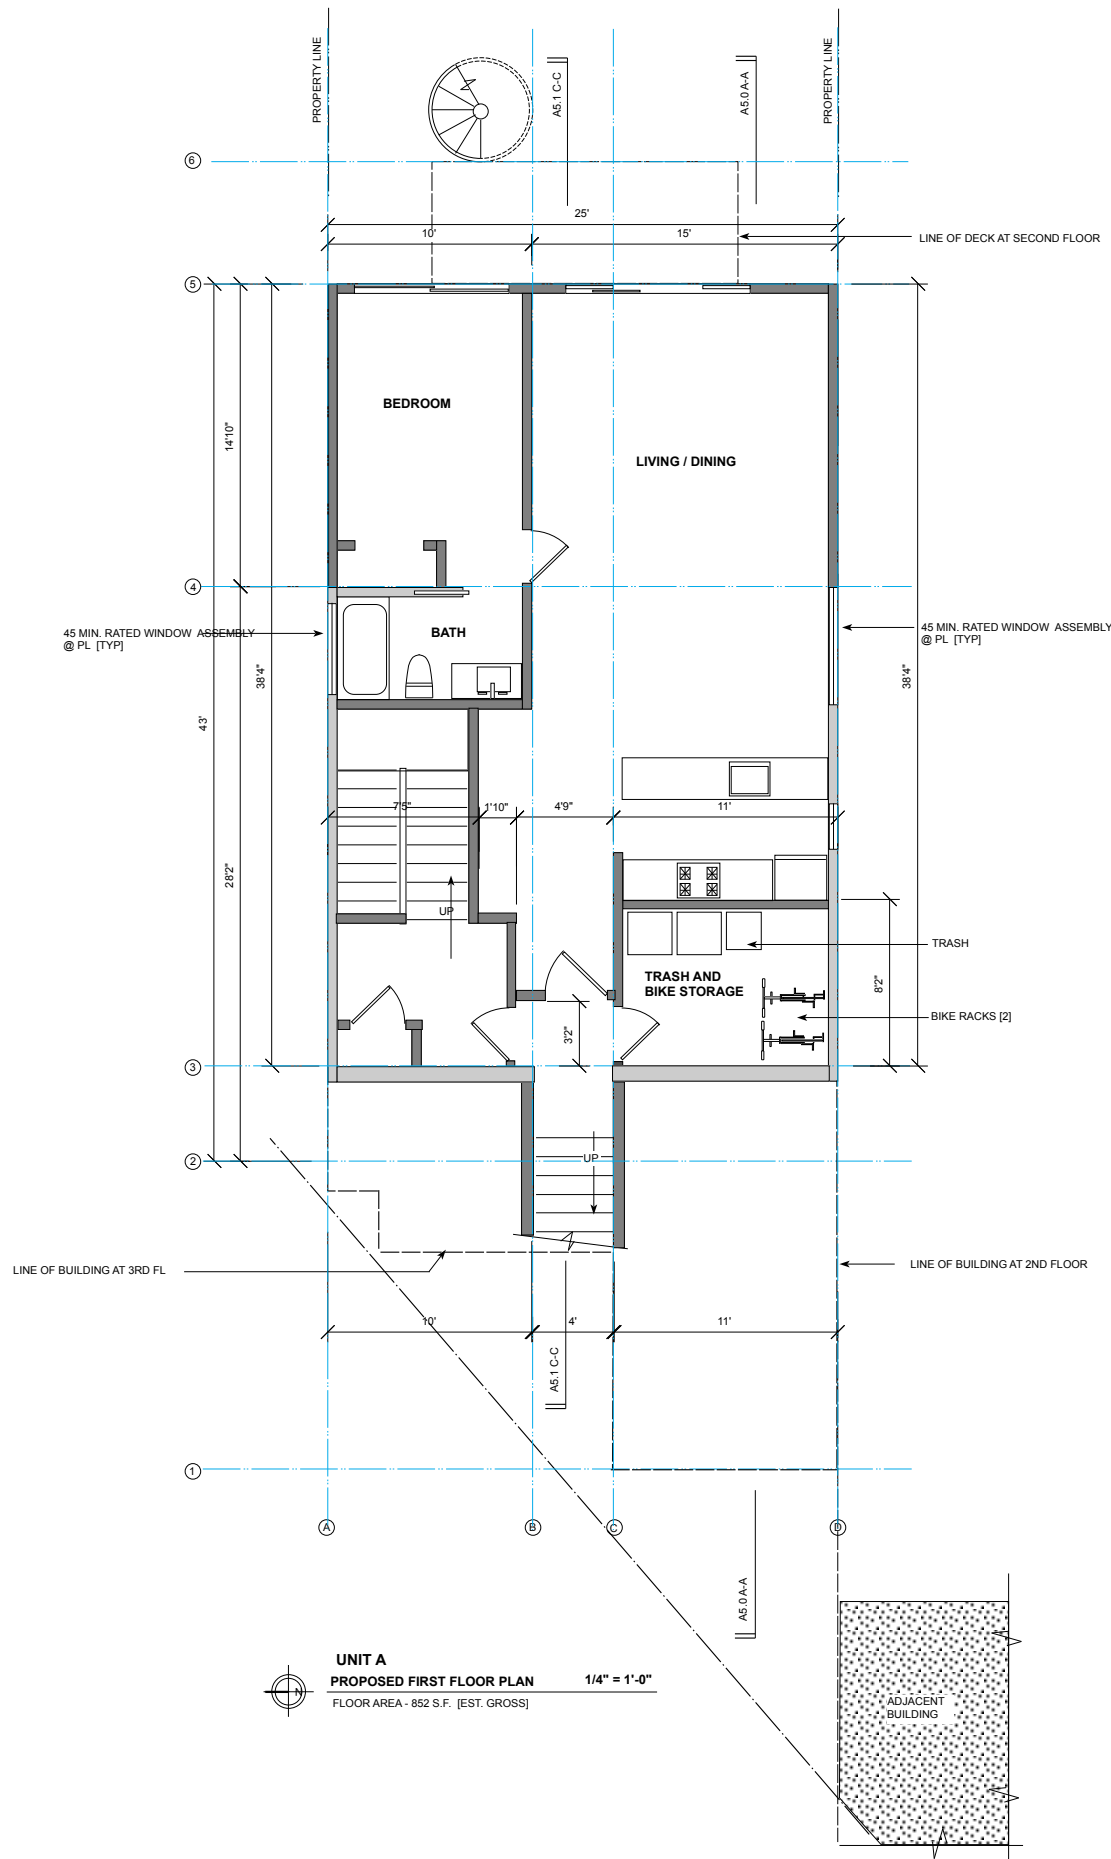 PROPERTY LINE
A5.1 C-C
A5.0 A-A
PROPERTY LINE
6
25'
10'
15'
LINE OF DECK AT SECOND FLOOR
5
BEDROOM
14'10"
LIVING / DINING
4
45 MIN. RATED WINDOW ASSEMBLY
@ PL [TYP]
BATH
45 MIN. RATED WINDOW ASSEMBLY
@ PL [TYP]
38'4"
38'4"
43'
7'5"
1'10"
4'9"
11'
28'2"
UP
TRASH
TRASH AND
BIKE STORAGE
8'2"
BIKE RACKS [2]
3'2"
3
2
UP
LINE OF BUILDING AT 3RD FL
LINE OF BUILDING AT 2ND FLOOR
10'
4'
11'
A5.1 C-C
1
A
B
C
D
A5.0 A-A
UNIT A
PROPOSED FIRST FLOOR PLAN
1/4" = 1'-0"
N
FLOOR AREA - 852 S.F. [EST. GROSS]
ADJACENT
BUILDING